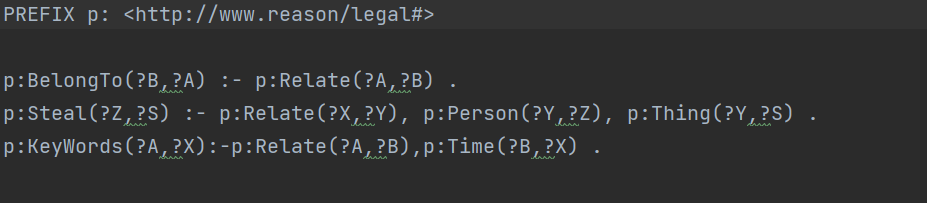 PREFIX p: <http://www.reason/legal#>
p:BelongTo(?B,?A) :- p:Relate(?A,?B) .
p:Steal(?Z,?S) :- p:Relate(?X,?Y), p:Person(?Y,?Z), p:Thing(?Y,?S) .
p:KeyWords(?A,?X):-p:Relate(?A,?B),p:Time(?B,?X) .